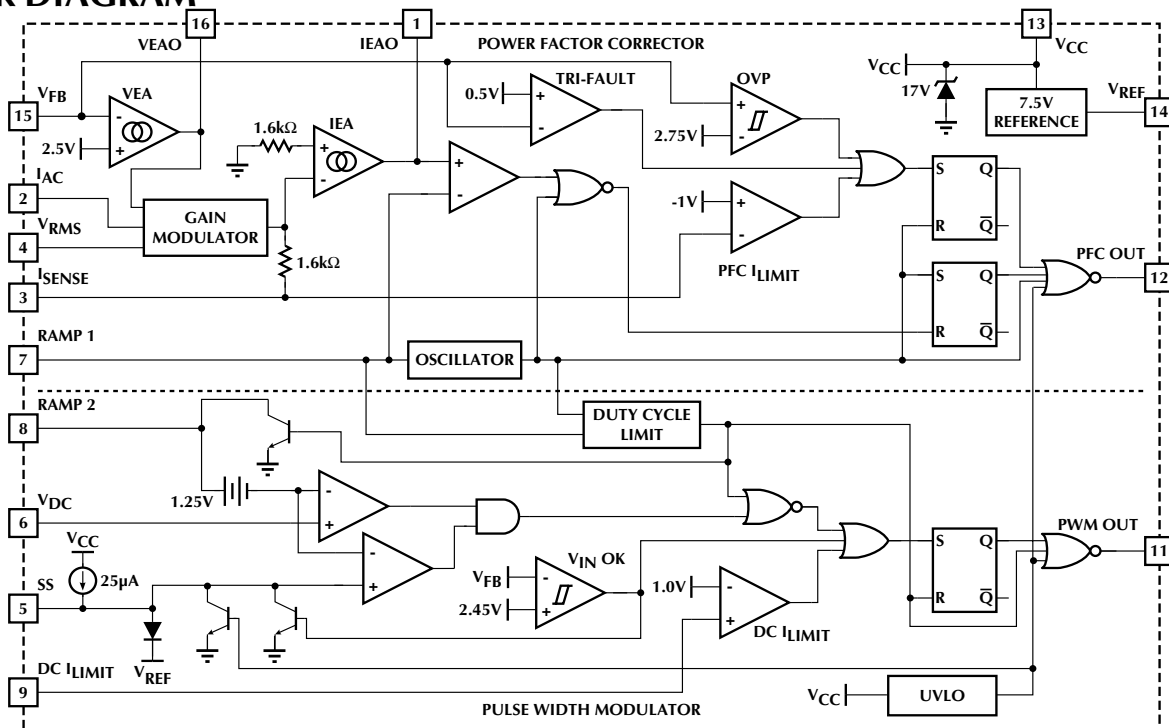 R DIAGRAM
16
VEAO
1
IEAO
POWER FACTOR CORRECTOR
13
VCC
VCC
17V
7.5V
REFERENCE
VREF
14
VFB
15
VEA
-
+
2.5V
IAC
2
VRMS
4
GAIN
MODULATOR
1.6kΩ
IEA
+
-
1.6kΩ
ISENSE
3
+
-
0.5V
TRI-FAULT
+
-
OVP
+
-
2.75V
-1V
+
-
PFC ILIMIT
S Q
R Q
S Q
R Q
PFC OUT
12
RAMP 1
7
OSCILLATOR
RAMP 2
8
DUTY CYCLE
LIMIT
1.25V
VDC
6
-
+
-
+
VCC
25µA
SS
5
VREF
VIN OK
VFB
-
2.45V
+
1.0V
-
+
DC ILIMIT
S Q
R Q
PWM OUT
11
DC ILIMIT
9
VCC
UVLO
PULSE WIDTH MODULATOR